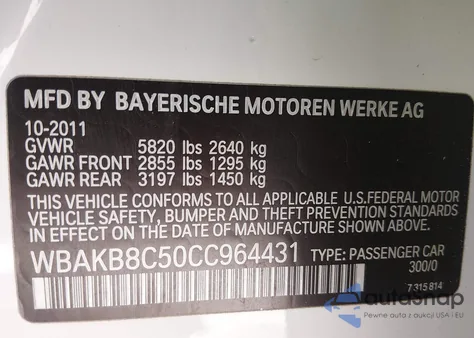 MFD BY BAYERISCHE MOTOREN WERKE AG
10-2011
GVWR 5820 lbs 2640 kg
GAWR FRONT 2855 lbs 1295 kg
GAWR REAR 3197 lbs 1450 kg
THIS VEHICLE CONFORMS TO ALL APPLICABLE U.S.FEDERAL MOTOR
VEHICLE SAFETY, BUMPER AND THEFT PREVENTION STANDARDS
IN EFFECT ON THE DATE OF MANUFACTURE SHOWN ABOVE.
WBAKB8C50CC964431 TYPE: PASSENGER CAR
300/0
7 315 814
autoSnap
Pewne auta z aukcji USA i EU